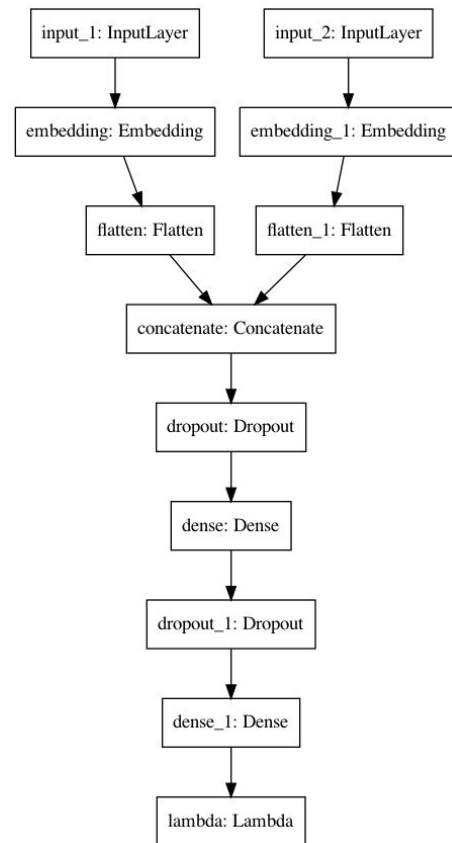 input_1: InputLayer
input_2: InputLayer
embedding: Embedding
embedding_1: Embedding
flatten: Flatten
flatten_1: Flatten
concatenate: Concatenate
dropout: Dropout
dense: Dense
dropout_1: Dropout
dense_1: Dense
lambda: Lambda